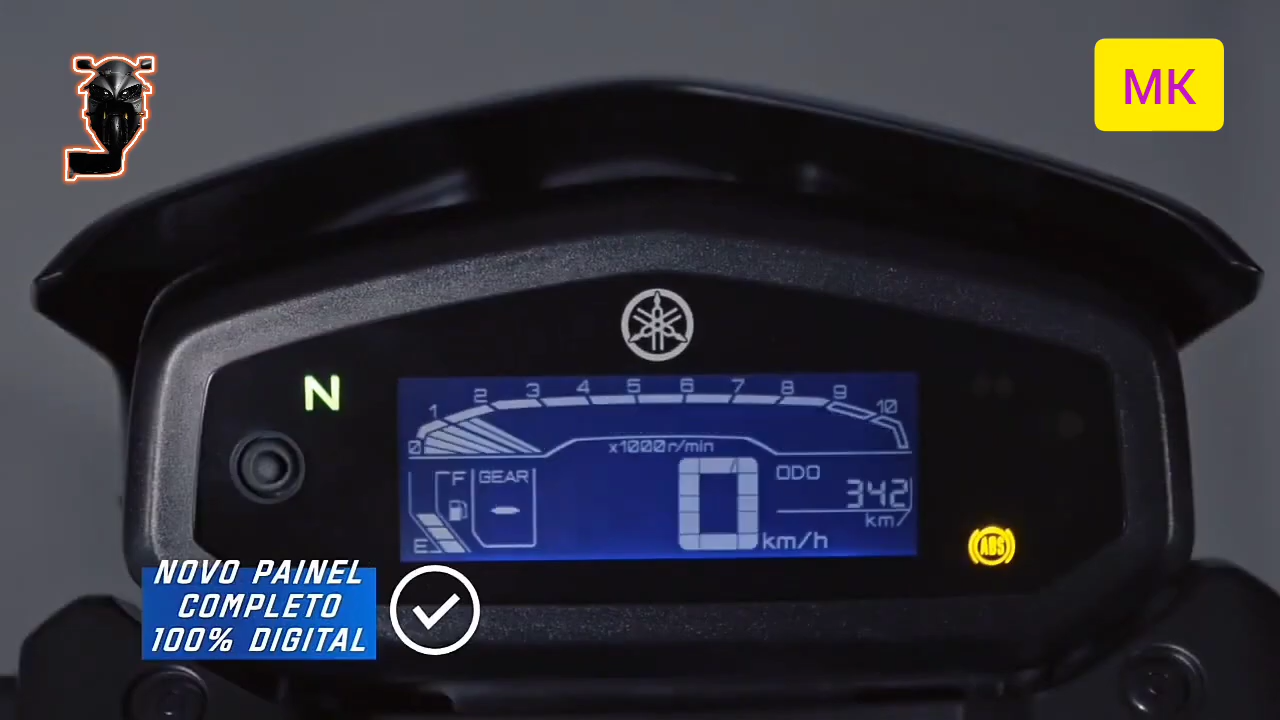 MK
N
0 1 2 3 4 5 6 7 8 9 10
x1000 r/min
F
GEAR
-
E
0
km/h
ODO
342
km
ABS
NOVO PAINEL
COMPLETO
100% DIGITAL